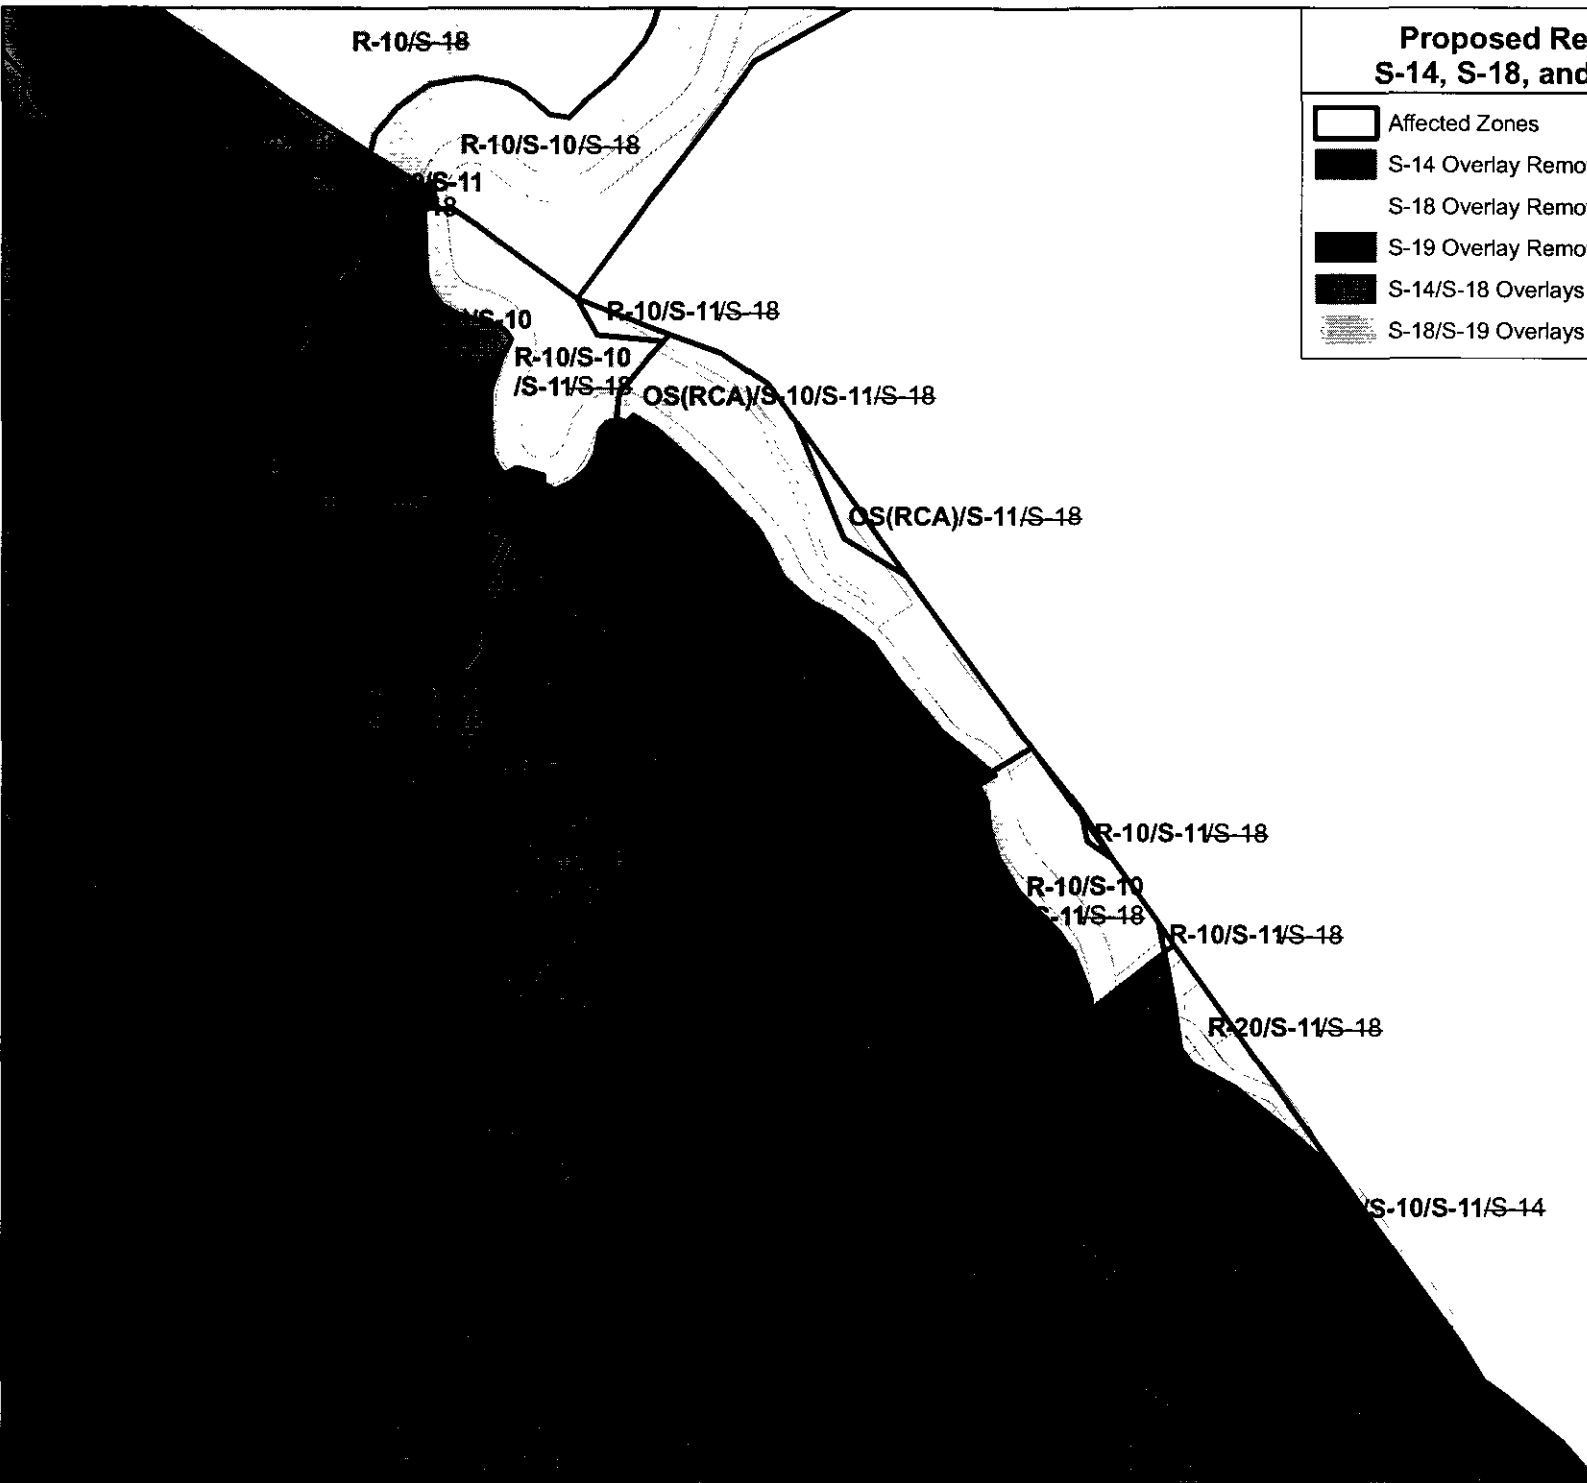 R-10/S-18
Proposed Re
S-14, S-18, and
Affected Zones
S-14 Overlay Remo
S-18 Overlay Remo
S-19 Overlay Remo
S-14/S-18 Overlays
S-18/S-19 Overlays
R-10/S-10/S-18
/S-11
18
R-10/S-11/S-18
/S-10
R-10/S-10
/S-11/S-18
OS(RCA)/S-10/S-11/S-18
OS(RCA)/S-11/S-18
R-10/S-11/S-18
R-10/S-10
S-11/S-18
R-10/S-11/S-18
R-20/S-11/S-18
/S-10/S-11/S-14